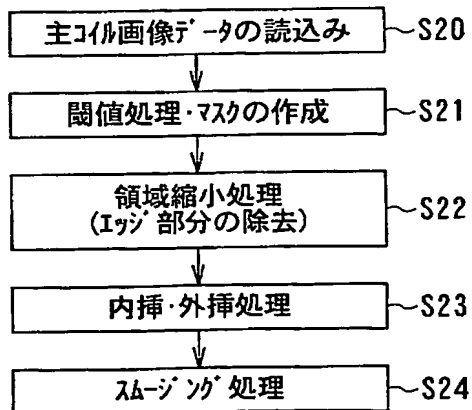 主コイル画像データの読込み ~S20
閾値処理・マスクの作成 ~S21
領域縮小処理
(エッジ部分の除去) ~S22
内挿・外挿処理 ~S23
スムージング処理 ~S24